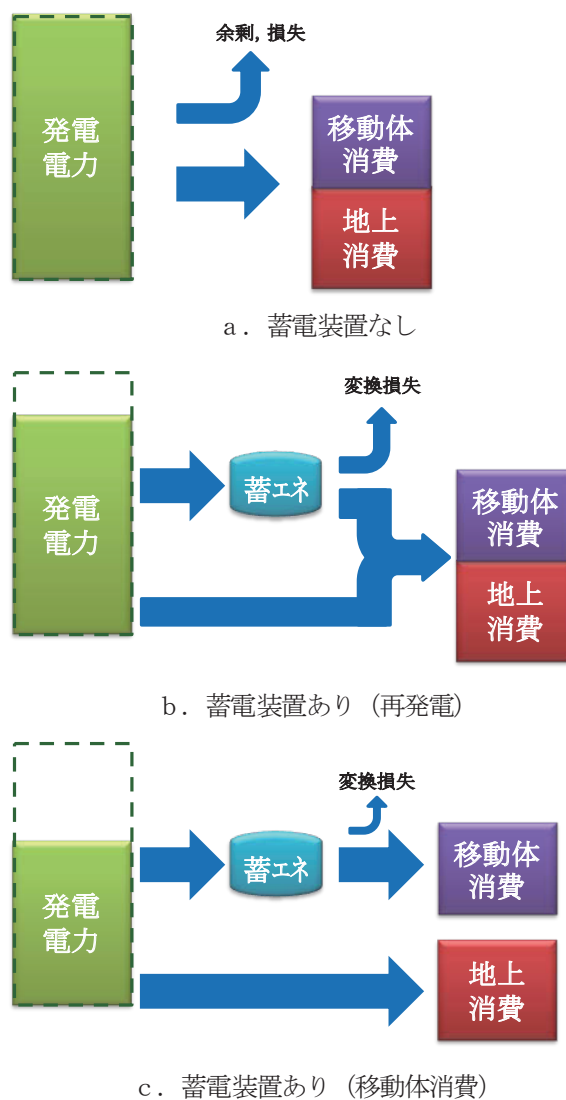 余剰, 損失
発電
電力
移動体
消費
地上
消費
a. 蓄電装置なし
変換損失
発電
電力
蓄エネ
移動体
消費
地上
消費
b. 蓄電装置あり（再発電）
変換損失
発電
電力
蓄エネ
移動体
消費
地上
消費
c. 蓄電装置あり（移動体消費）